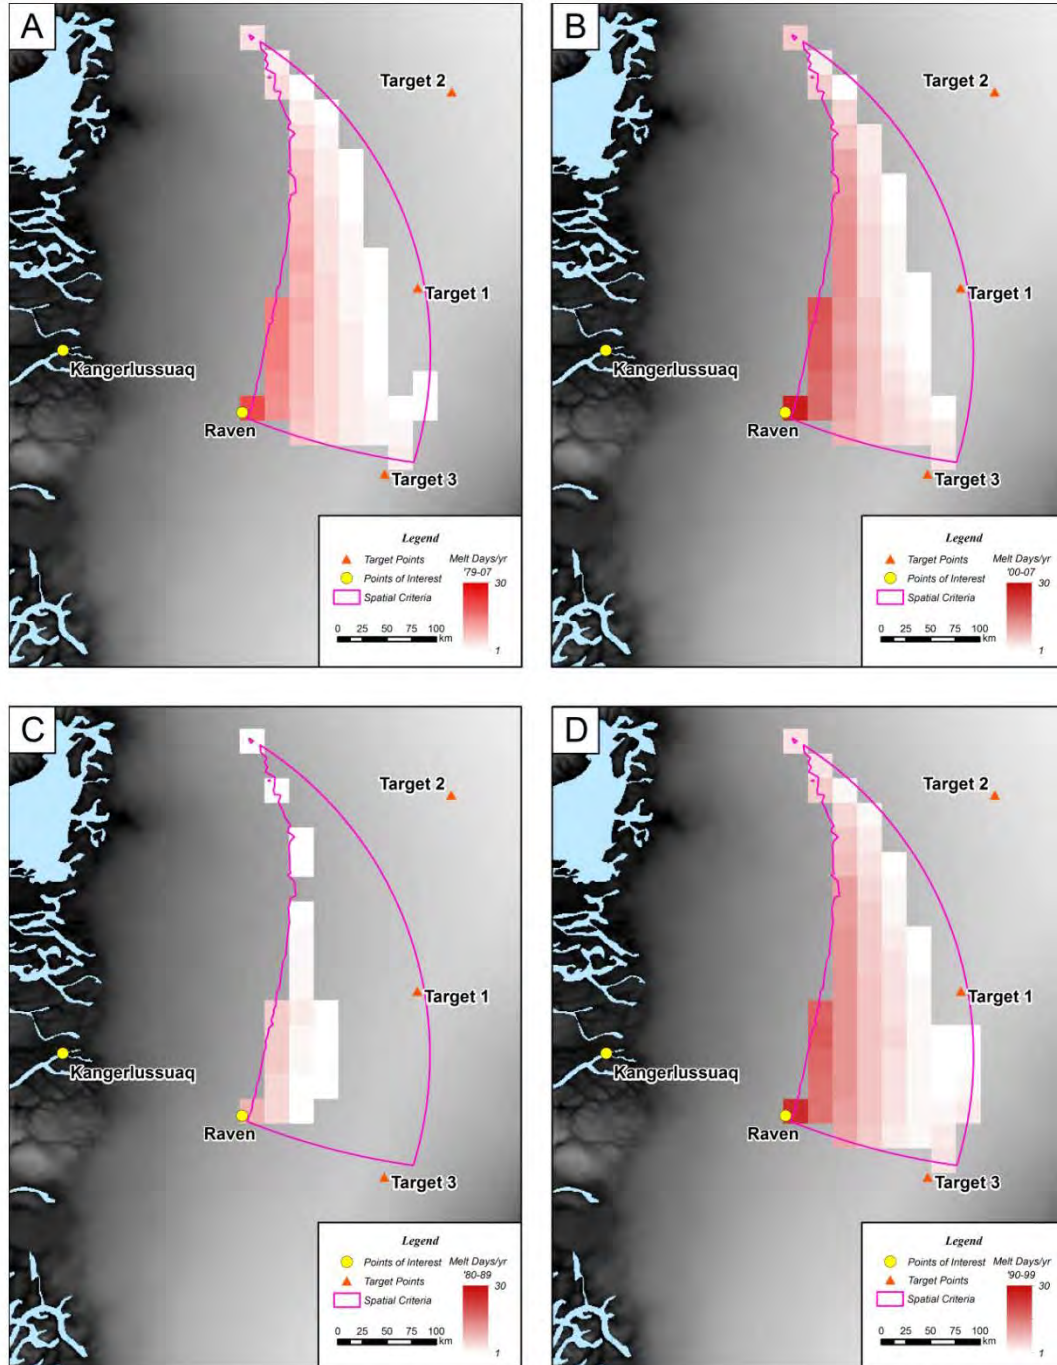 A
Target 2
Target 1
Kangerlussuaq
Raven
Target 3
Legend
Target Points
Points of Interest
Spatial Criteria
Melt Days/yr
'79-07
30
1
0 25 50 75 100
km
B
Target 2
Target 1
Kangerlussuaq
Raven
Target 3
Legend
Target Points
Points of Interest
Spatial Criteria
Melt Days/yr
'00-07
30
1
0 25 50 75 100
km
C
Target 2
Target 1
Kangerlussuaq
Raven
Target 3
Legend
Points of Interest
Target Points
Spatial Criteria
Melt Days/yr
'80-89
30
1
0 25 50 75 100
km
D
Target 2
Target 1
Kangerlussuaq
Raven
Target 3
Legend
Points of Interest
Target Points
Spatial Criteria
Melt Days/yr
'90-99
30
1
0 25 50 75 100
km